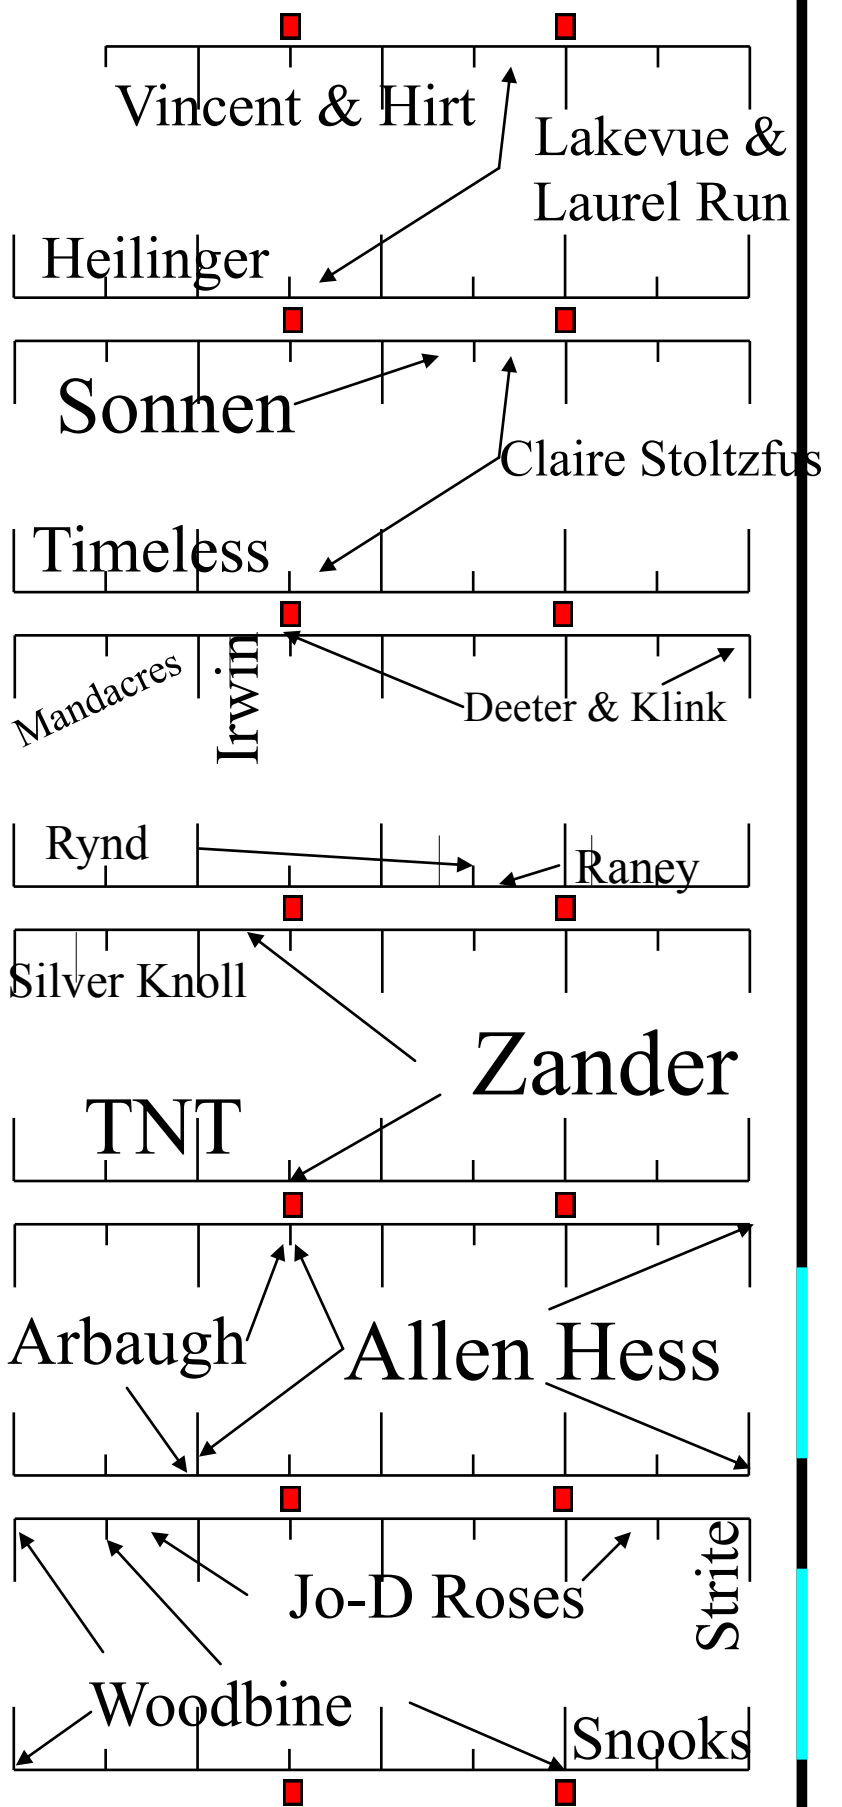 Vincent & Hirt
Lakevue &
Laurel Run
Heilinger
Sonnen
Claire Stoltzfus
Timeless
Mandacres
Irwin
Deeter & Klink
Rynd
Raney
Silver Knoll
Zander
TNT
Arbaugh
Allen Hess
Strite
Jo-D Roses
Woodbine
Snooks